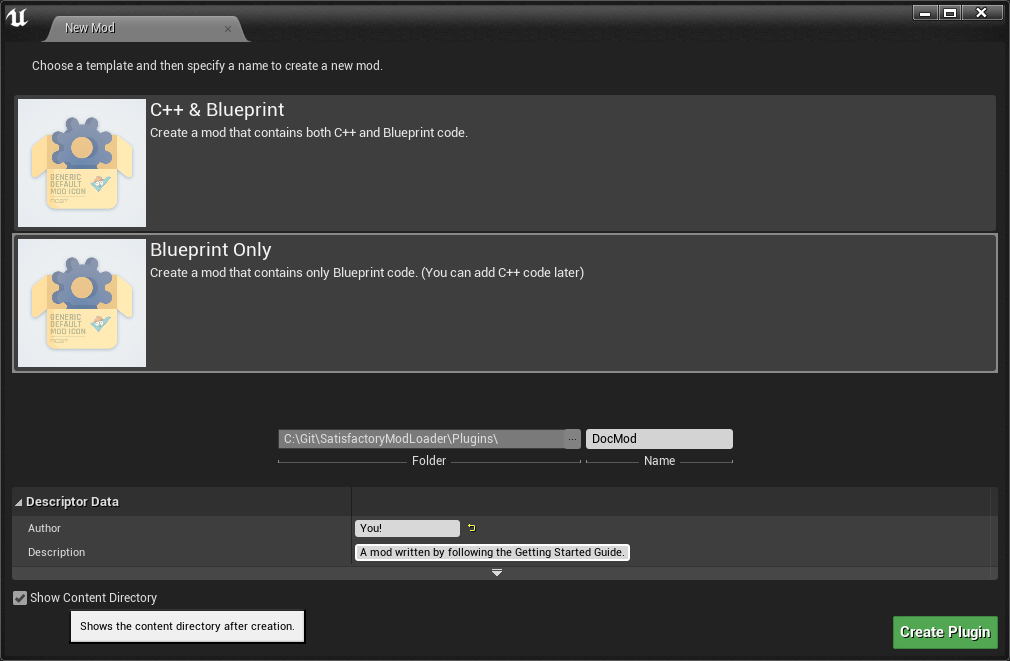 New Mod
Choose a template and then specify a name to create a new mod.
C++ & Blueprint
Create a mod that contains both C++ and Blueprint code.
GENERIC
DEFAULT
MOD ICON
Blueprint Only
Create a mod that contains only Blueprint code. (You can add C++ code later)
GENERIC
DEFAULT
MOD ICON
C:\Git\SatisfactoryModLoader\Plugins\ ... DocMod
Folder Name
Descriptor Data
Author You!
Description A mod written by following the Getting Started Guide.
Show Content Directory
Shows the content directory after creation.
Create Plugin